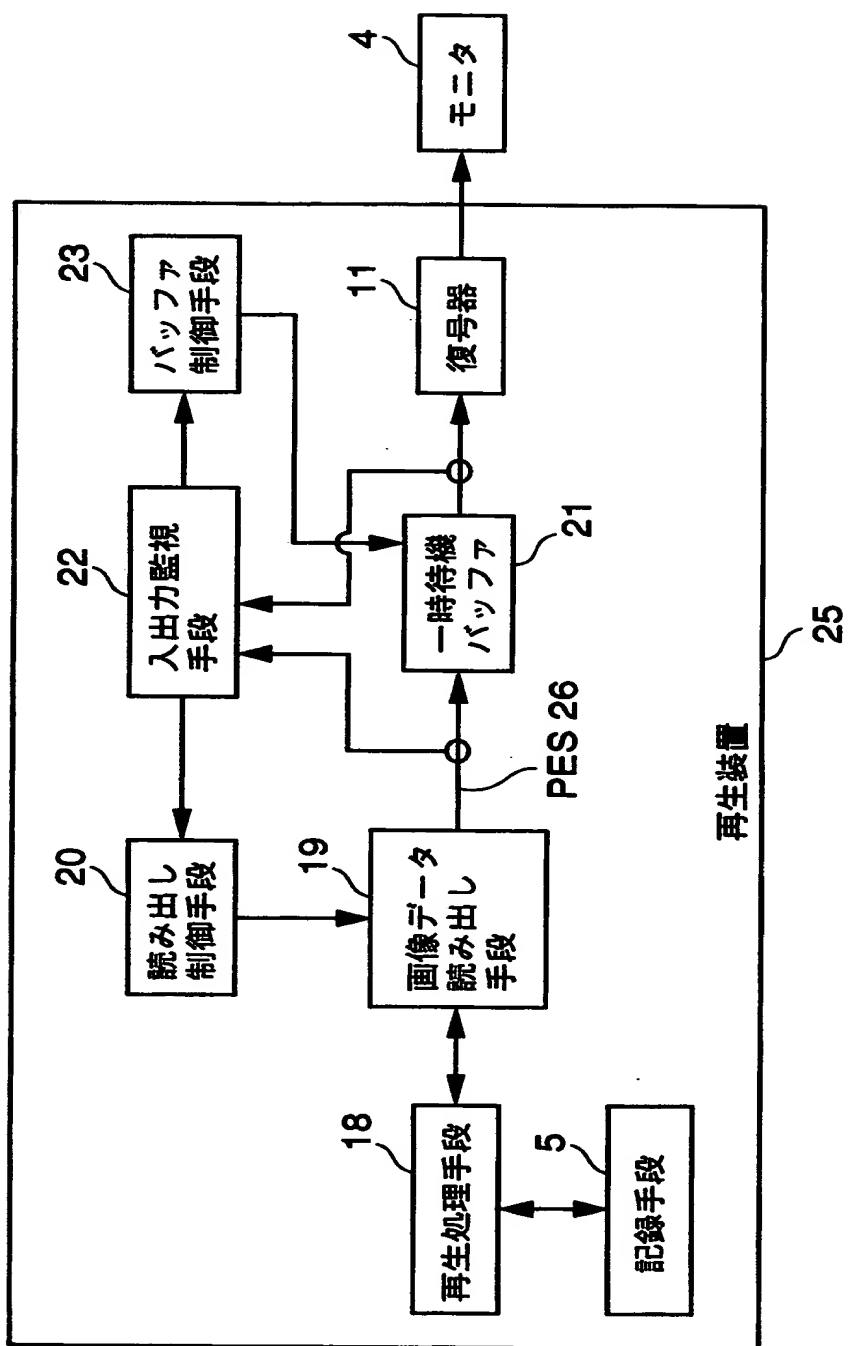 20
読み出し
制御手段
22
入出力監視
手段
23
バッファ
制御手段
18
再生処理手段
5
記録手段
19
画像データ
読み出し
手段
PES 26
一時待機
バッファ
21
11
復号器
4
モニタ
再生装置
25